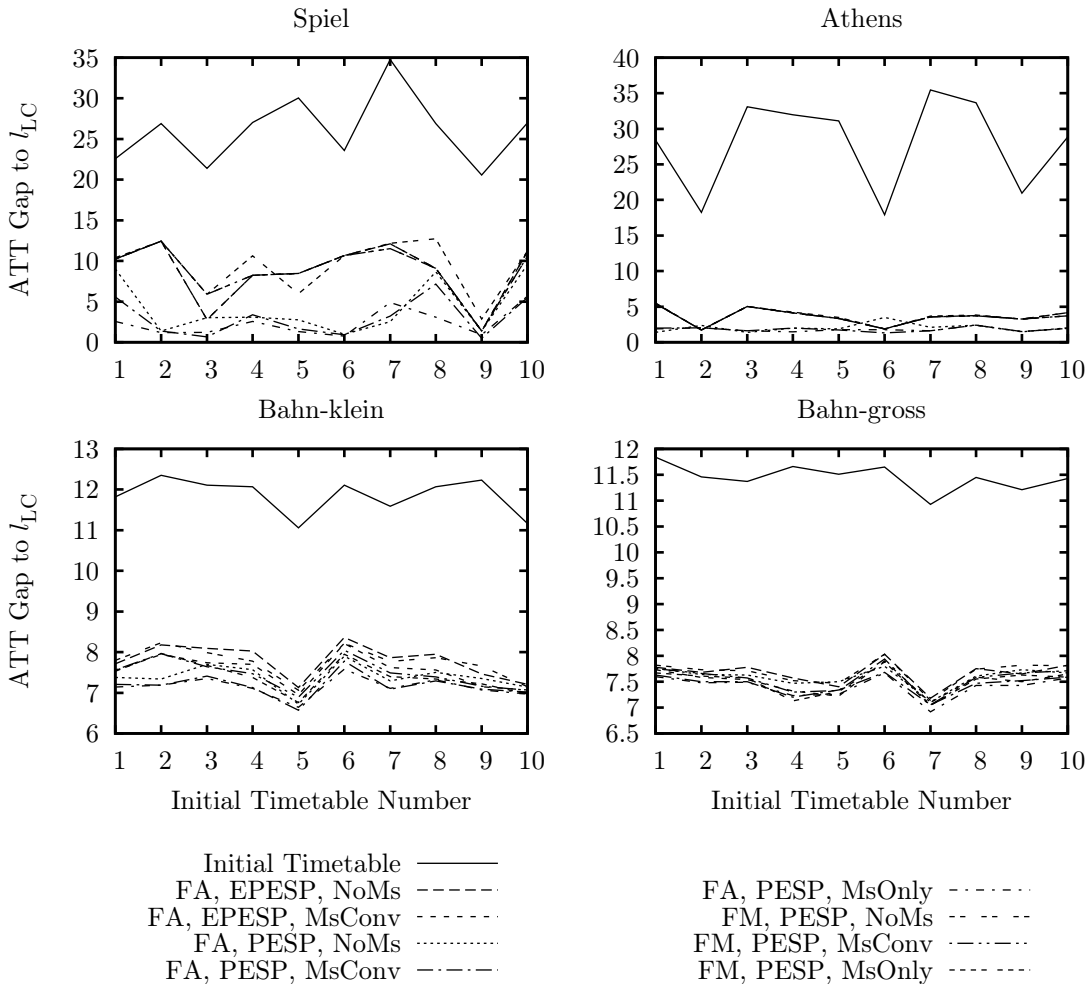 Spiel
Athens
ATT Gap to lLC
35
30
25
20
15
10
5
0
1 2 3 4 5 6 7 8 9 10
40
35
30
25
20
15
10
5
0
1 2 3 4 5 6 7 8 9 10
Bahn-klein
Bahn-gross
ATT Gap to lLC
13
12
11
10
9
8
7
6
1 2 3 4 5 6 7 8 9 10
12
11.5
11
10.5
10
9.5
9
8.5
8
7.5
7
6.5
1 2 3 4 5 6 7 8 9 10
Initial Timetable Number
Initial Timetable Number
Initial Timetable
FA, EPESP, NoMs
FA, EPESP, MsConv
FA, PESP, NoMs
FA, PESP, MsConv
FA, PESP, MsOnly
FM, PESP, NoMs
FM, PESP, MsConv
FM, PESP, MsOnly